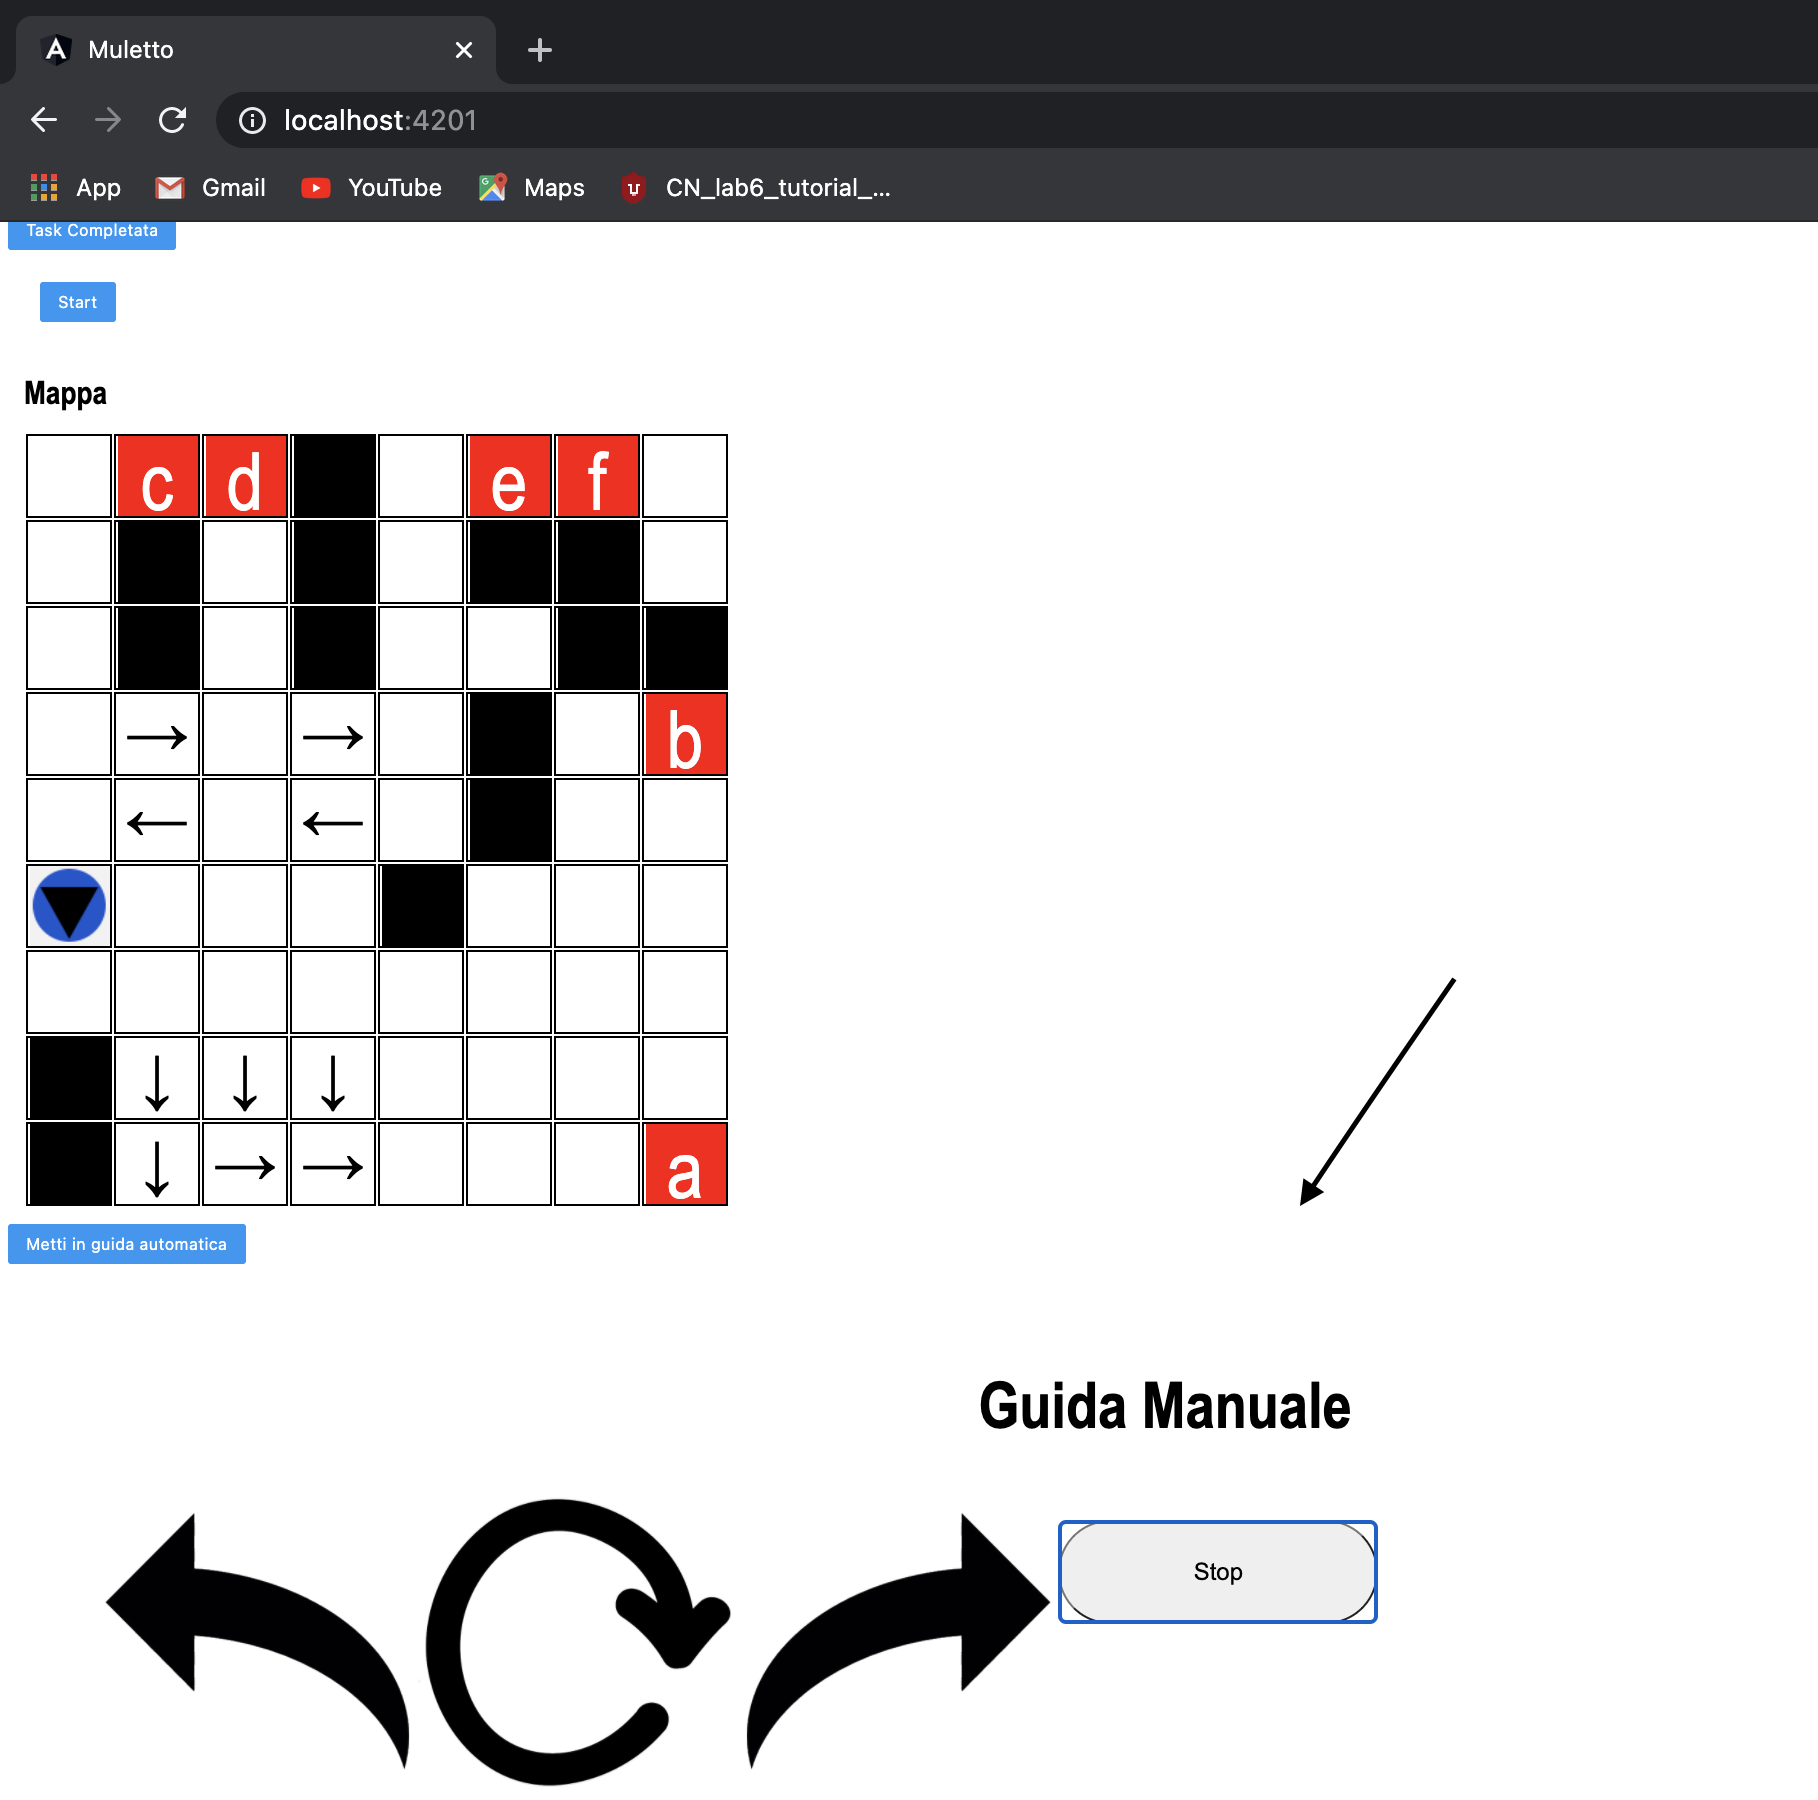 Muletto
localhost:4201
App Gmail YouTube Maps CN_lab6_tutorial_...
Task Completata
Start
Mappa
c d e f
→ → b
← ←
↓ ↓ ↓
↓ → → a
Metti in guida automatica
Guida Manuale
Stop